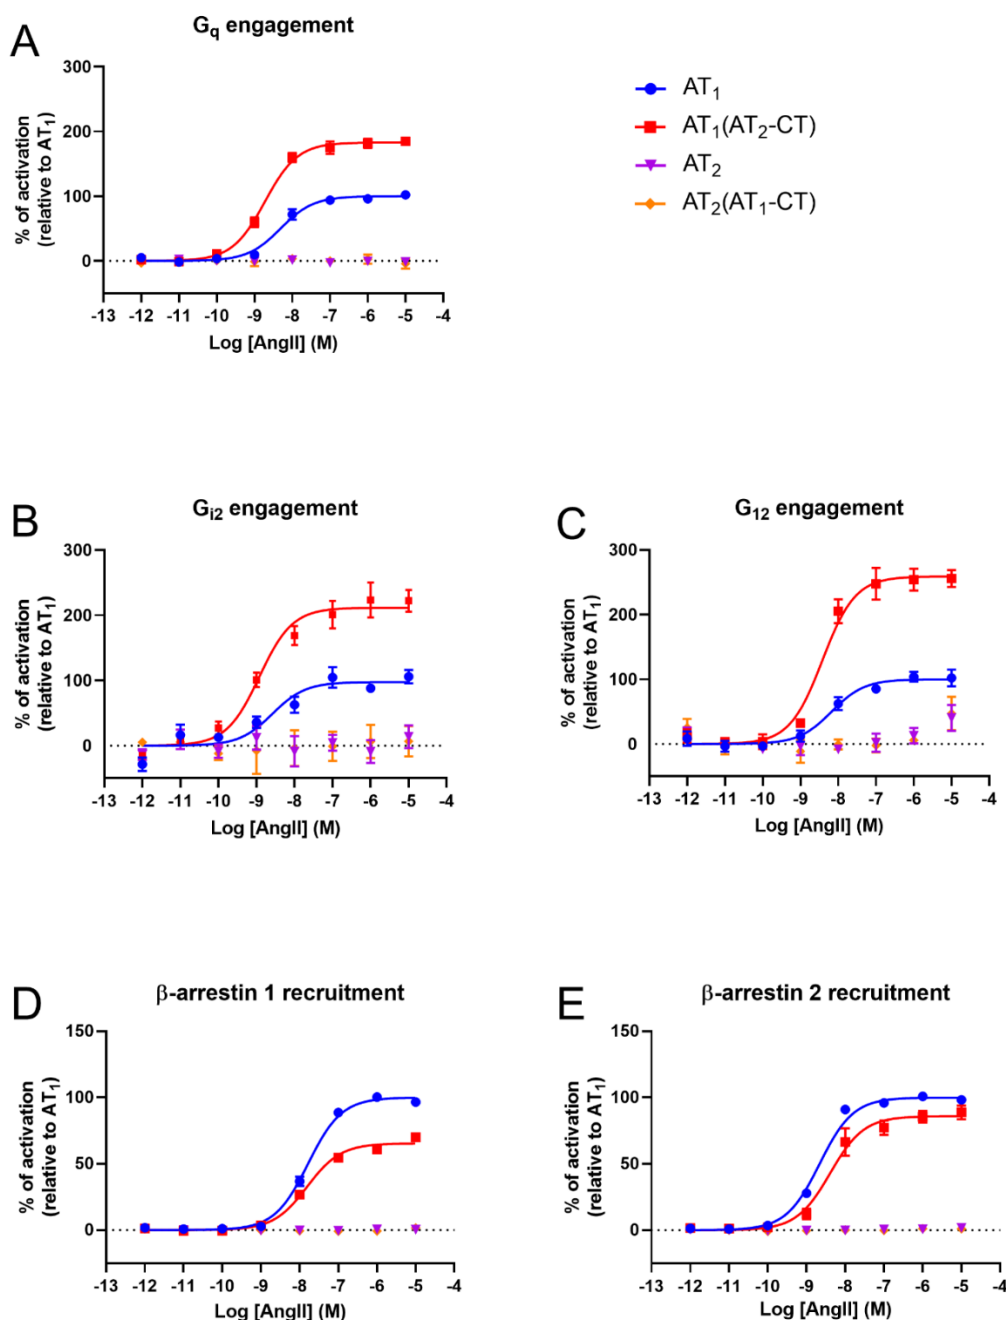 A
Gq engagement
% of activation
(relative to AT1)
300
200
100
0
-13 -12 -11 -10 -9 -8 -7 -6 -5 -4
Log [AngII] (M)
AT1
AT1(AT2-CT)
AT2
AT2(AT1-CT)
B
Gi2 engagement
% of activation
(relative to AT1)
300
200
100
0
-13 -12 -11 -10 -9 -8 -7 -6 -5 -4
Log [AngII] (M)
C
G12 engagement
% of activation
(relative to AT1)
300
200
100
0
-13 -12 -11 -10 -9 -8 -7 -6 -5 -4
Log [AngII] (M)
D
β-arrestin 1 recruitment
% of activation
(relative to AT1)
150
100
50
0
-13 -12 -11 -10 -9 -8 -7 -6 -5 -4
Log [AngII] (M)
E
β-arrestin 2 recruitment
% of activation
(relative to AT1)
150
100
50
0
-13 -12 -11 -10 -9 -8 -7 -6 -5 -4
Log [AngII] (M)